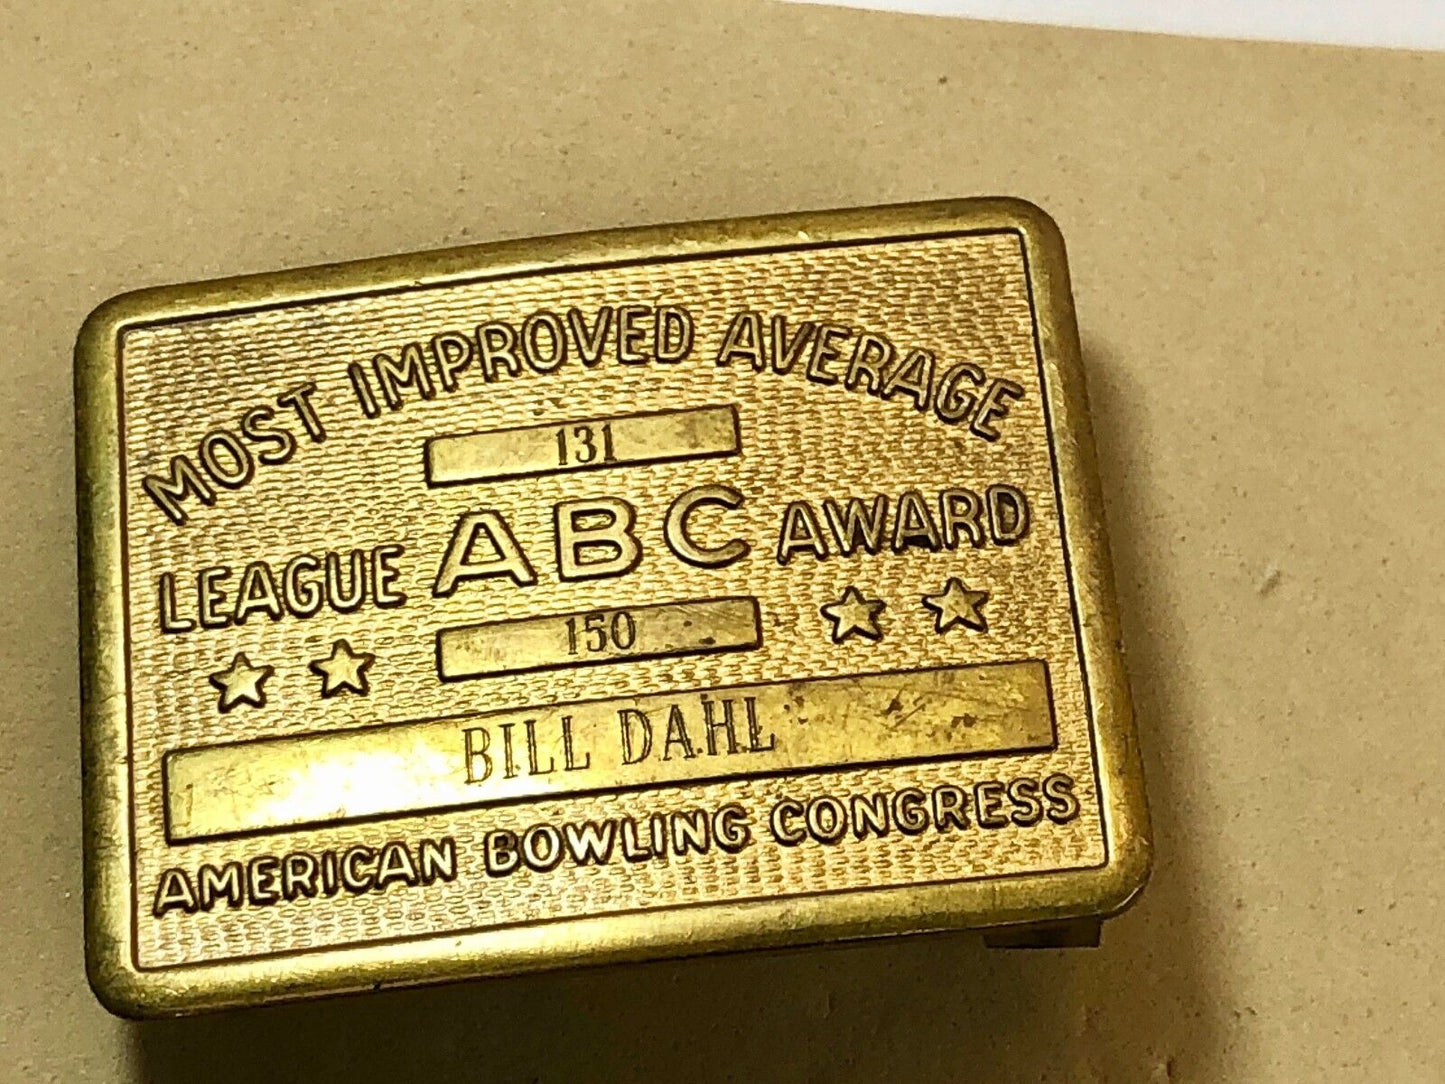 MOST IMPROVED AVERAGE
131
LEAGUE ABC AWARD
150
BILL DAHL
AMERICAN BOWLING CONGRESS